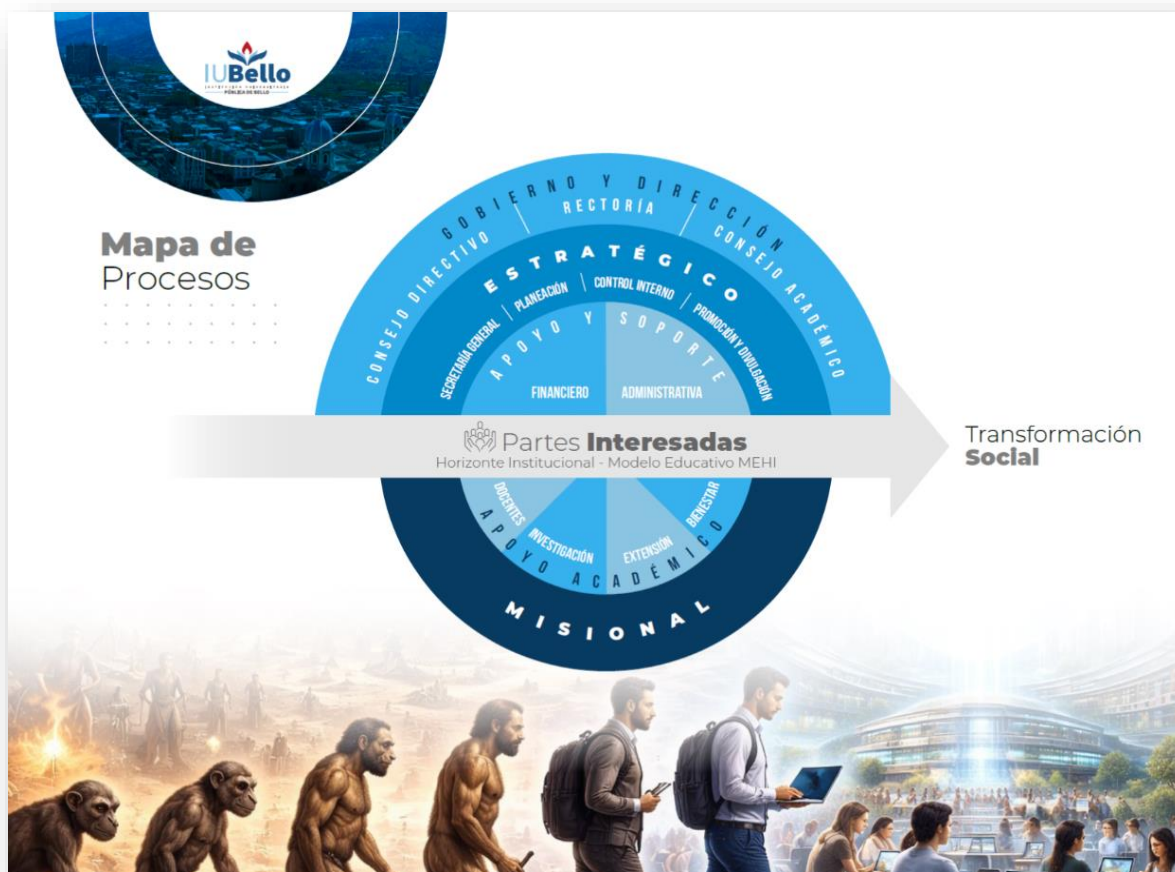 IUBello
INSTITUCIÓN UNIVERSITARIA
PÚBLICA DE BELLO
Mapa de
Procesos
GOBIERNO Y DIRECCIÓN
CONSEJO DIRECTIVO
RECTORÍA
CONSEJO ACADÉMICO
ESTRATÉGICO
SECRETARÍA GENERAL
PLANEACIÓN
CONTROL INTERNO
PROMOCIÓN Y DIVULGACIÓN
APOYO Y SOPORTE
FINANCIERO
ADMINISTRATIVA
Partes Interesadas
Horizonte Institucional - Modelo Educativo MEHI
Transformación
Social
DOCENTES
INVESTIGACIÓN
EXTENSIÓN
BIENESTAR
APOYO ACADÉMICO
MISIONAL